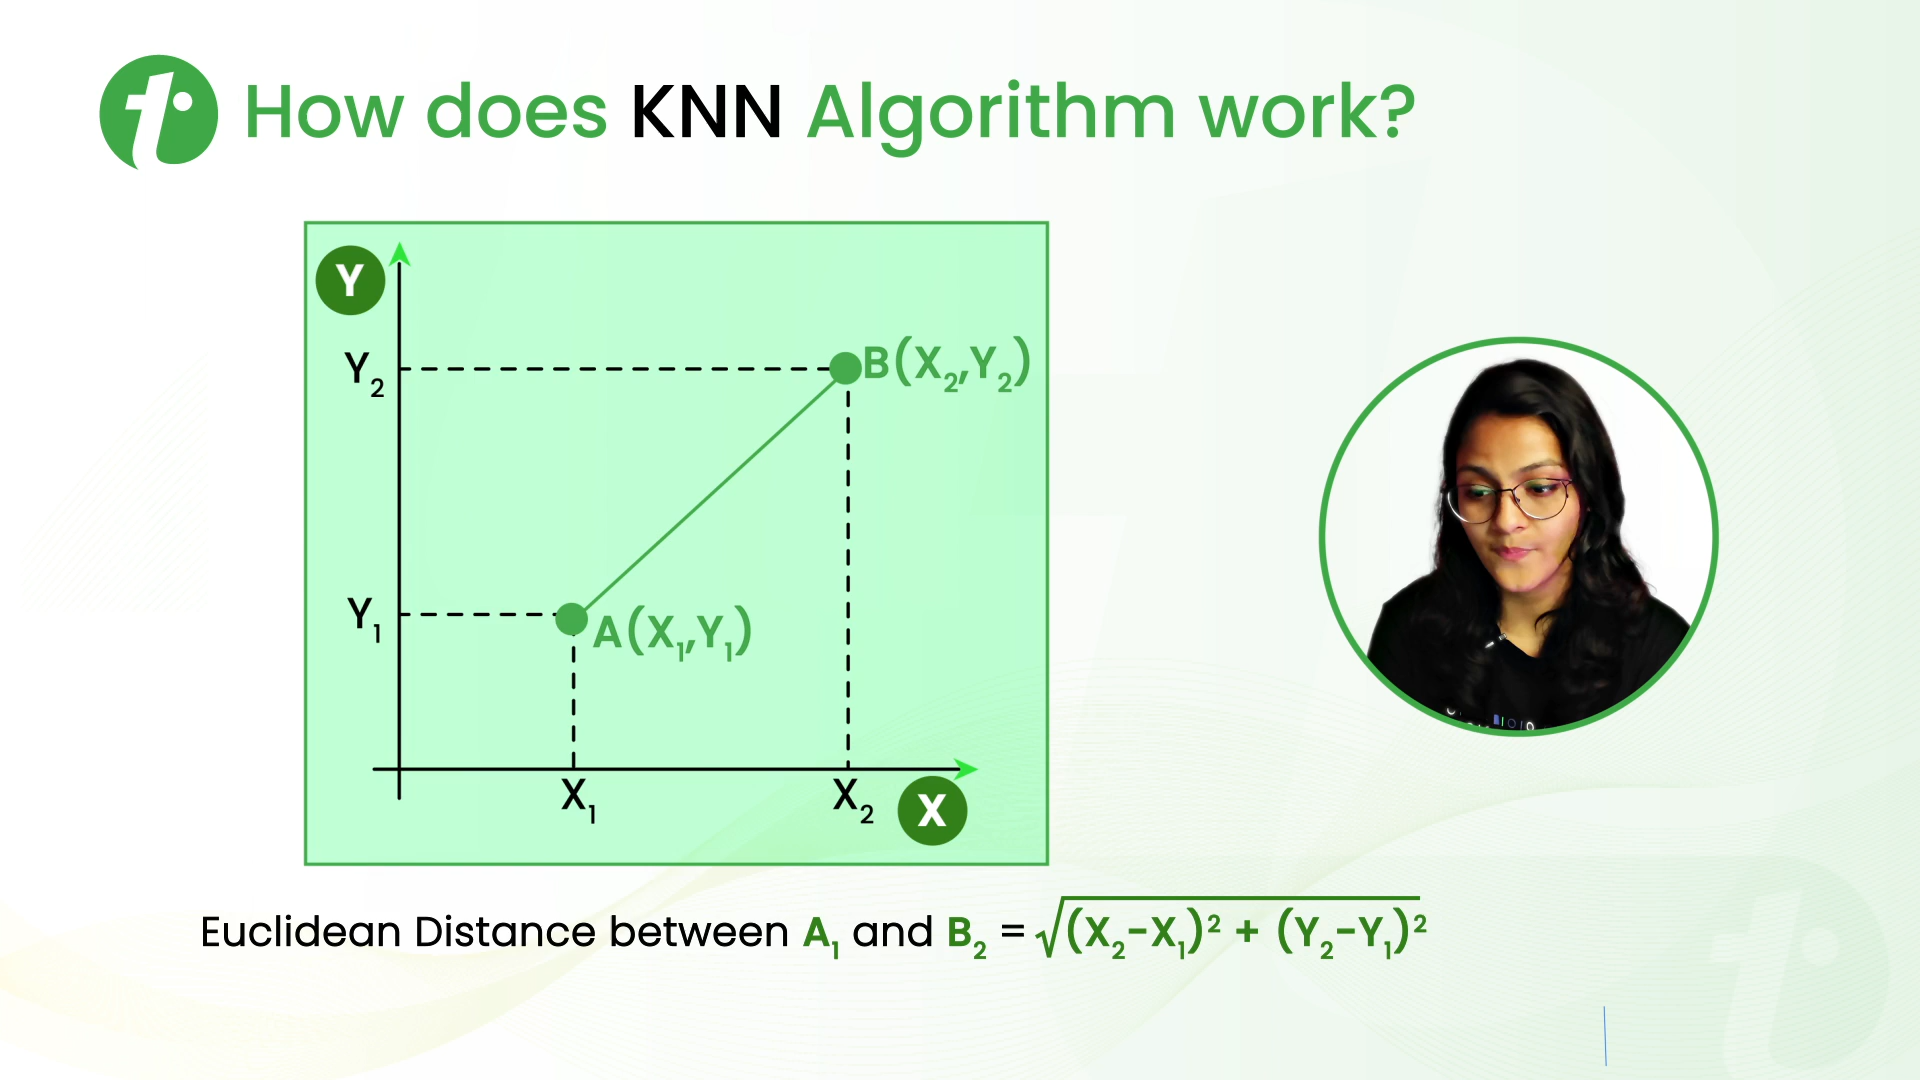 How does KNN Algorithm work?
Y
Y₂
B(X₂,Y₂)
Y₁
A(X₁,Y₁)
X₁
X₂
X
Euclidean Distance between A₁ and B₂ = √(X₂-X₁)² + (Y₂-Y₁)²